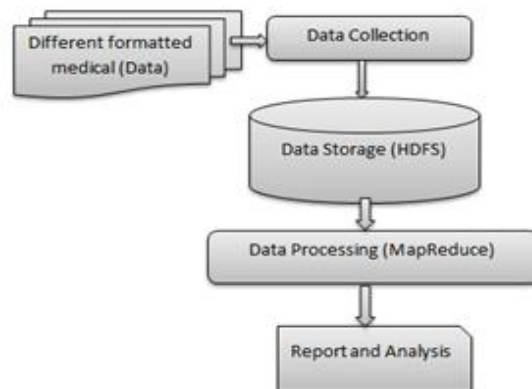 Different formatted
medical (Data)
Data Collection
Data Storage (HDFS)
Data Processing (MapReduce)
Report and Analysis